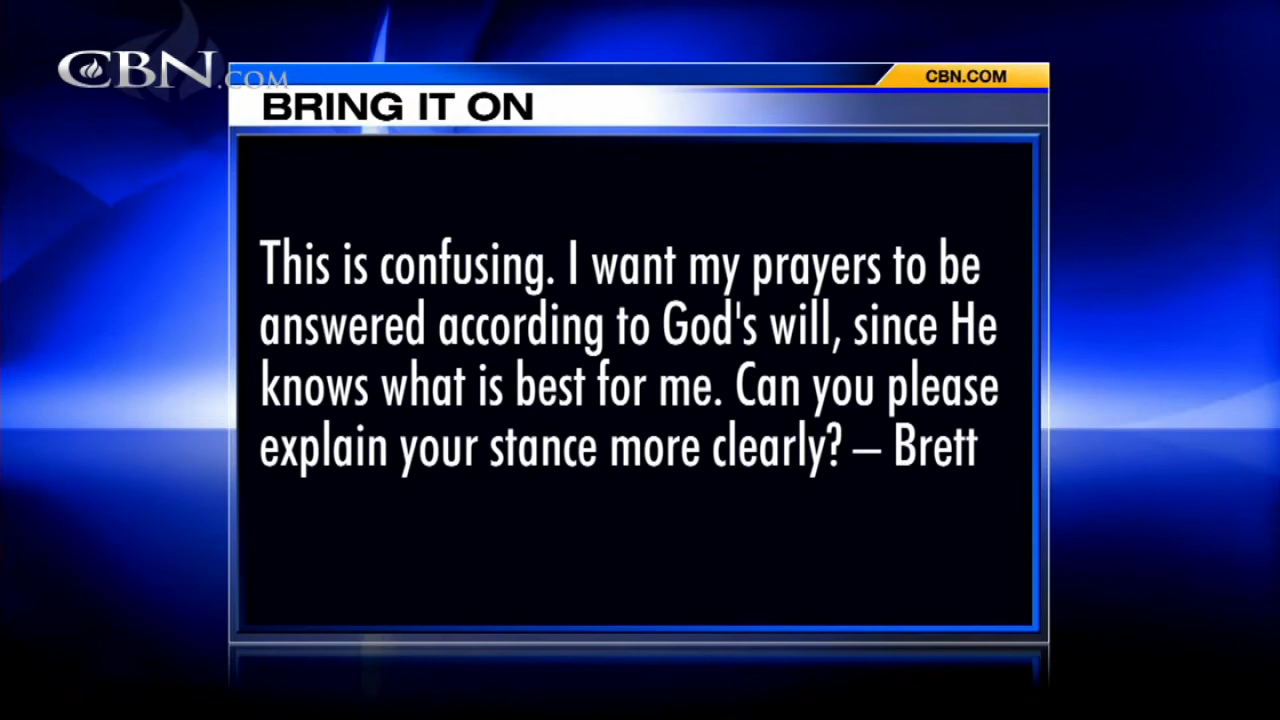 CBN.COM
CBN.COM
BRING IT ON
This is confusing. I want my prayers to be
answered according to God's will, since He
knows what is best for me. Can you please
explain your stance more clearly? – Brett